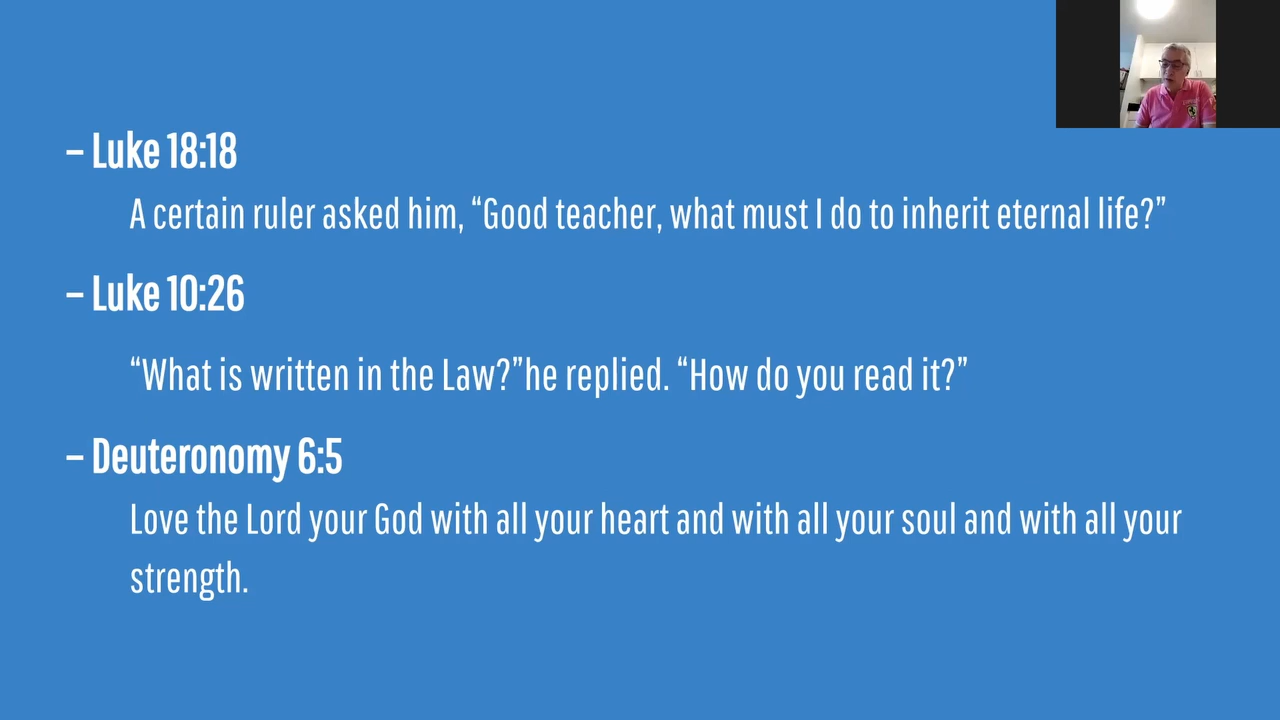 – Luke 18:18
A certain ruler asked him, “Good teacher, what must I do to inherit eternal life?”
– Luke 10:26
“What is written in the Law?”he replied. “How do you read it?”
– Deuteronomy 6:5
Love the Lord your God with all your heart and with all your soul and with all your
strength.